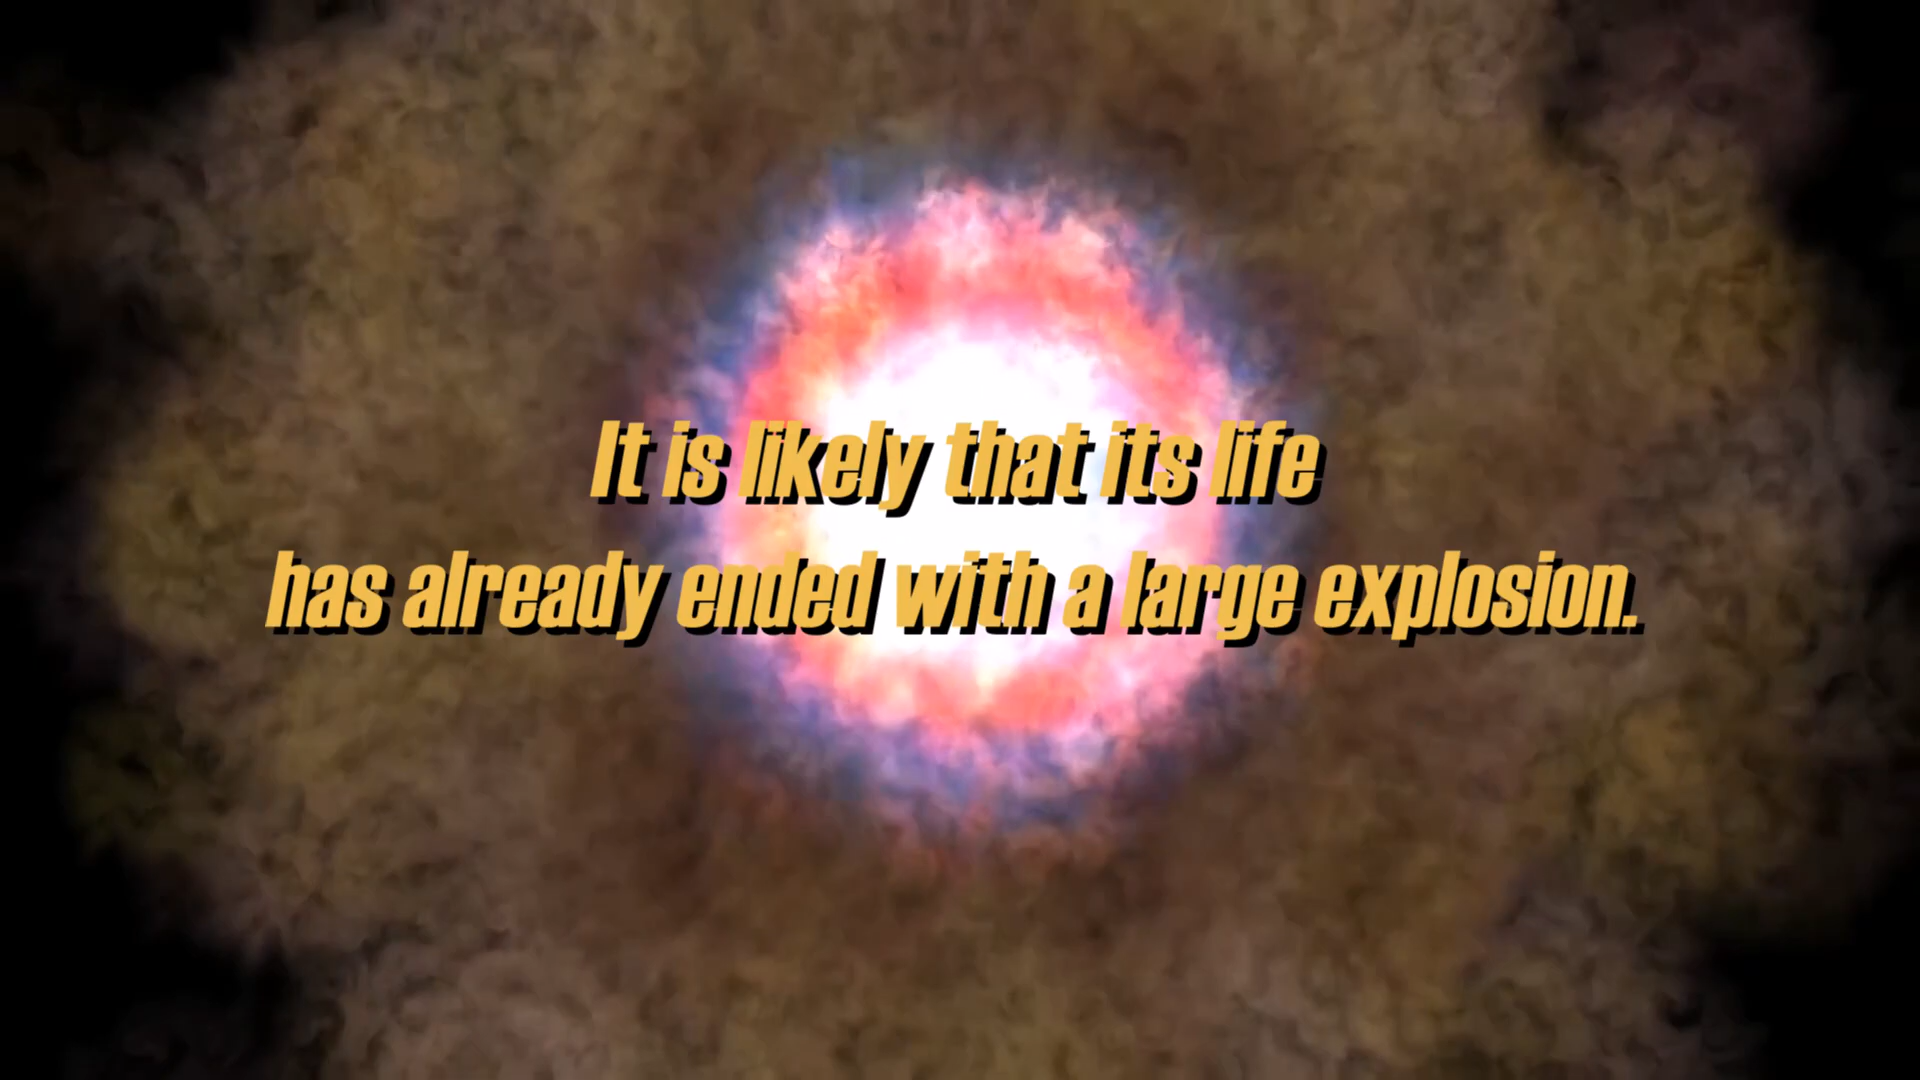 It is likely that its life
has already ended with a large explosion.